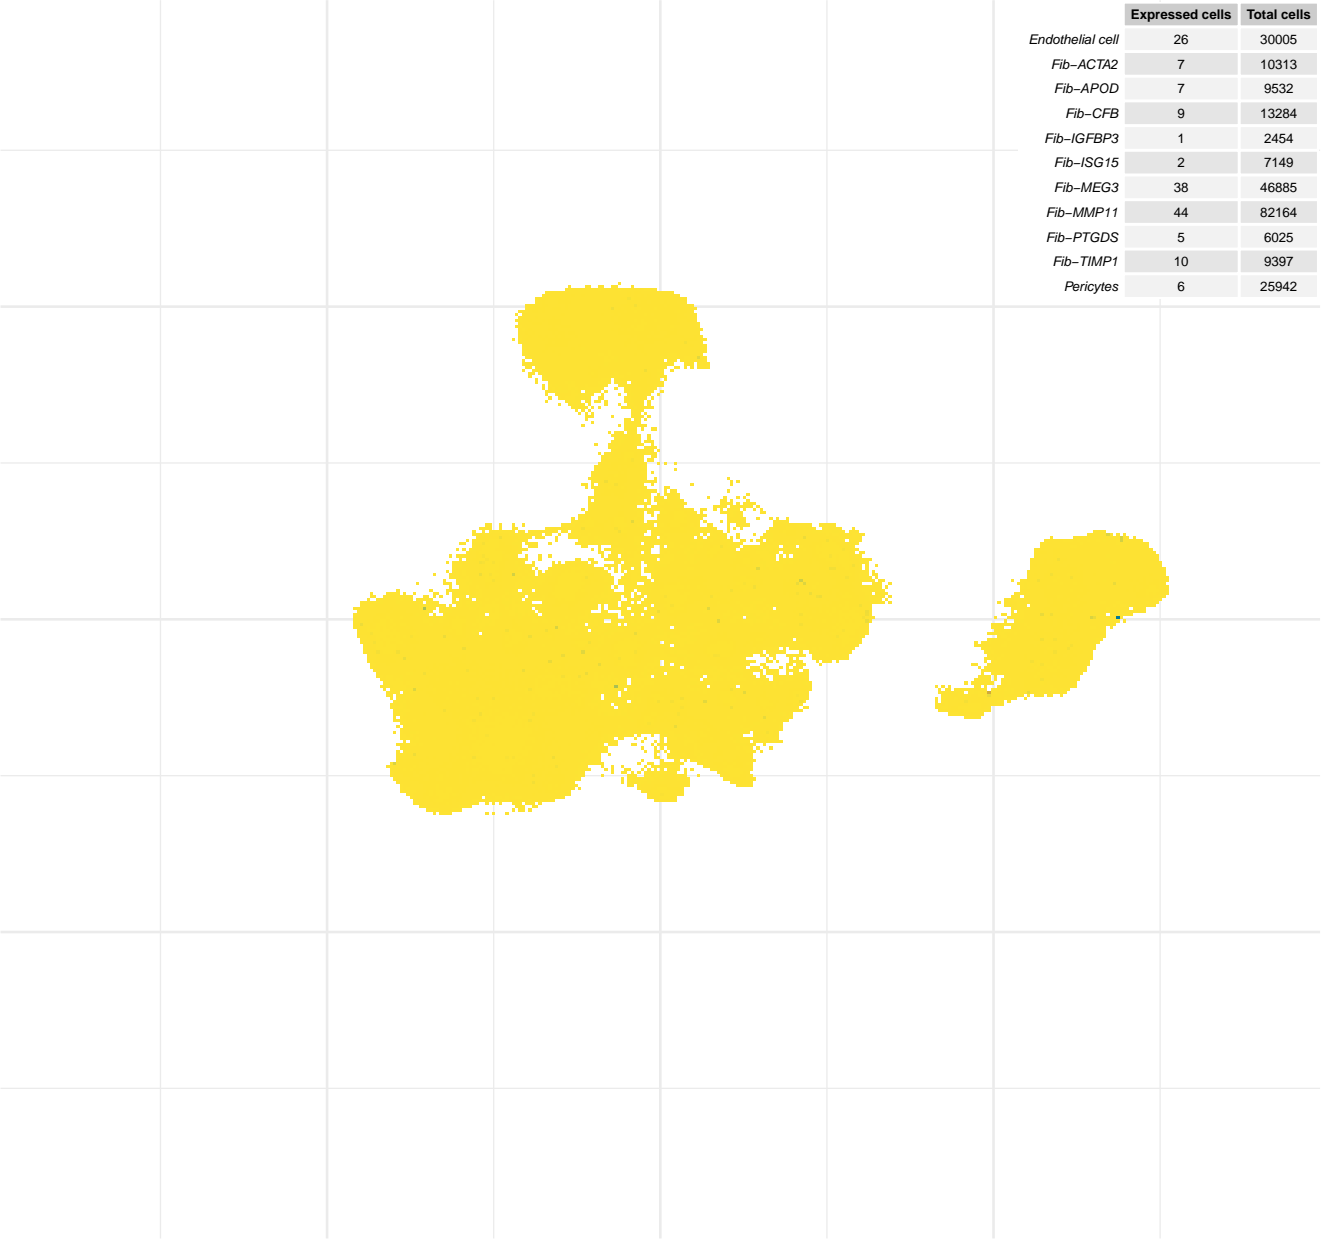 Expressed cells Total cells
Endothelial cell 26 30005
Fib−ACTA2 7 10313
Fib−APOD 7 9532
Fib−CFB 9 13284
Fib−IGFBP3 1 2454
Fib−ISG15 2 7149
Fib−MEG3 38 46885
Fib−MMP11 44 82164
Fib−PTGDS 5 6025
Fib−TIMP1 10 9397
Pericytes 6 25942